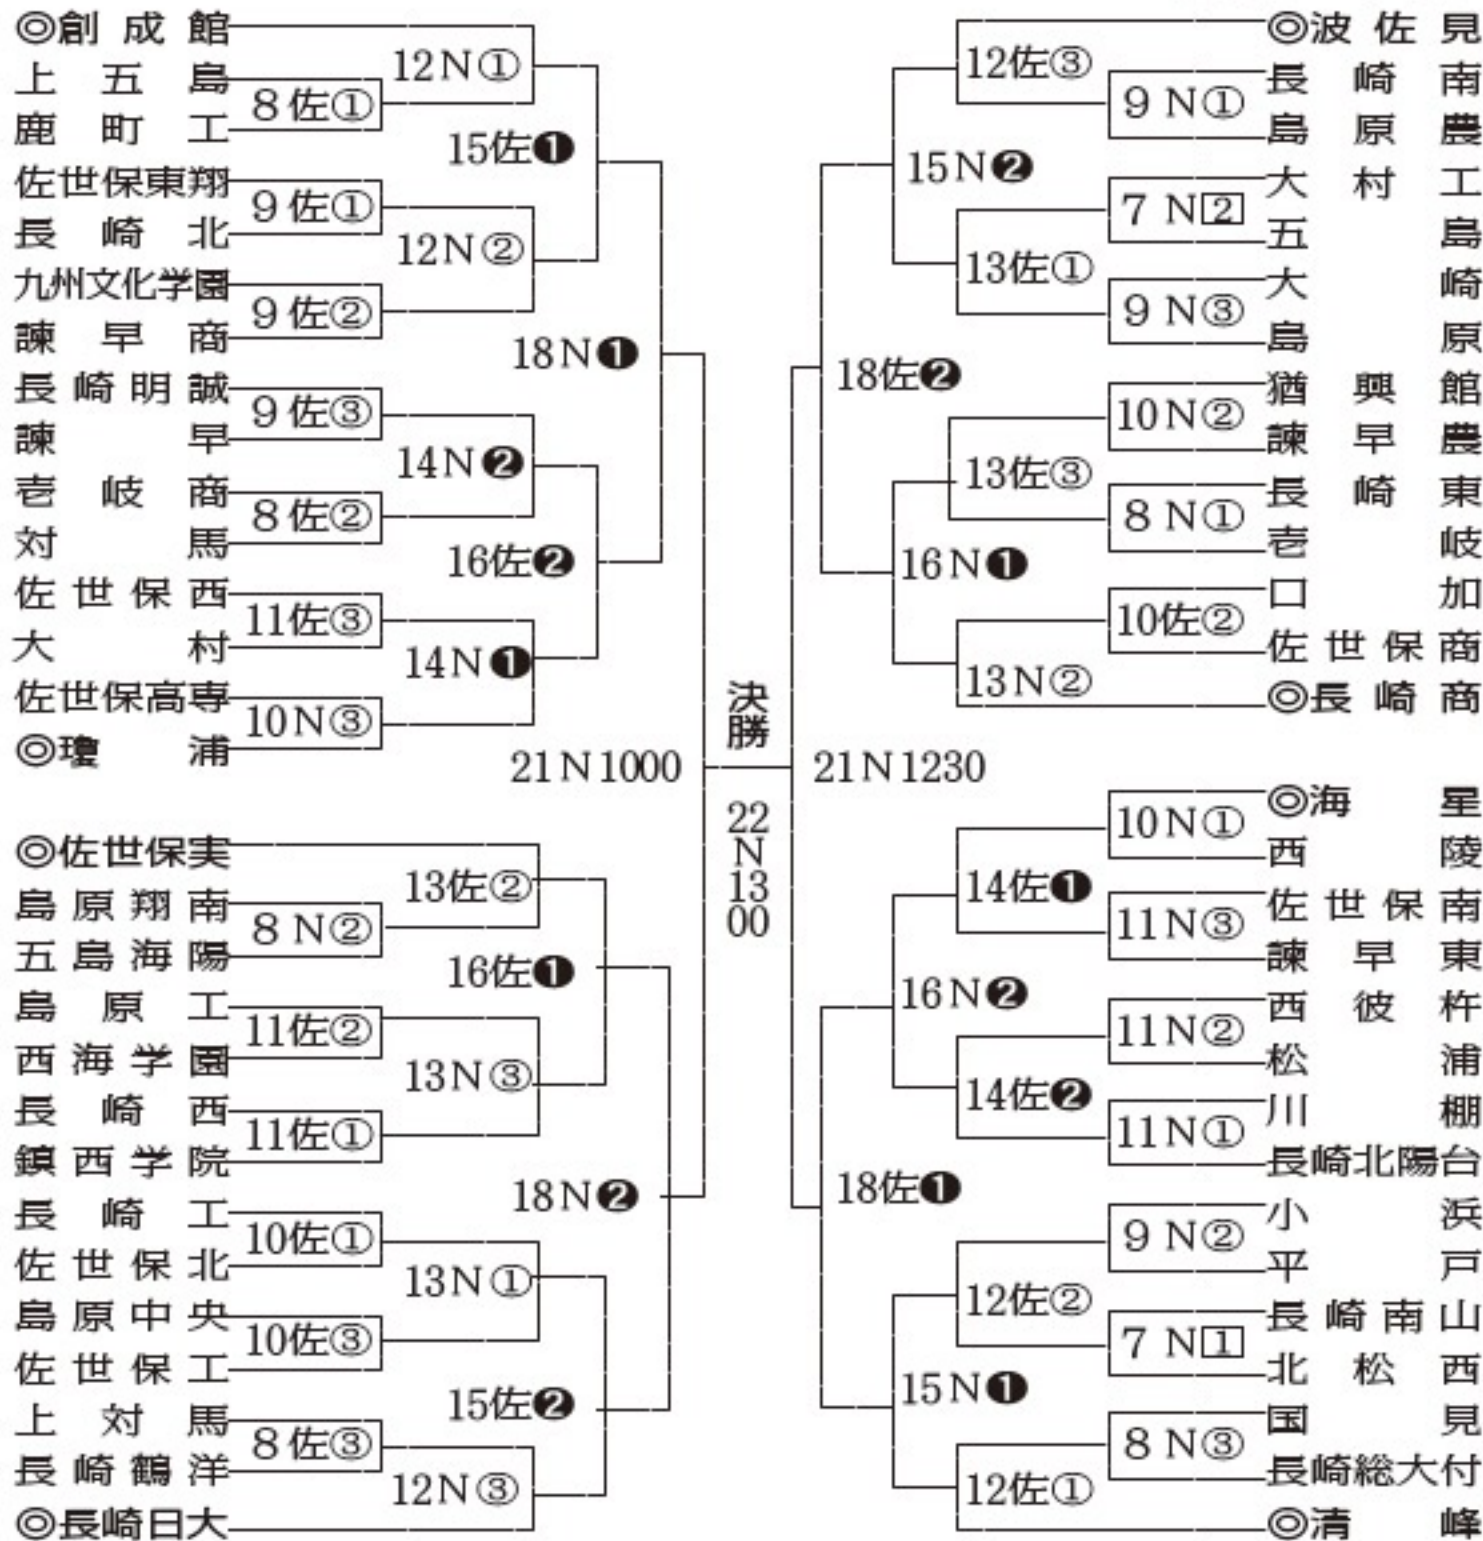 ◎創成館
12N①
上五島
8佐①
鹿町工
15佐❶
佐世保東翔
9佐①
長崎北
12N②
九州文化学園
9佐②
諫早商
18N❶
長崎明誠
9佐③
諫早
14N❷
壱岐商
8佐②
対馬
16佐❷
佐世保西
11佐③
大村
14N❶
佐世保高専
10N③
◎瓊浦
21N1000
◎佐世保実
13佐②
島原翔南
8N②
五島海陽
16佐❶
島原工
11佐②
西海学園
13N③
長崎西
11佐①
鎮西学院
18N❷
長崎工
10佐①
佐世保北
13N①
島原中央
10佐③
佐世保工
15佐❷
上対馬
8佐③
長崎鶴洋
12N③
◎長崎日大
決勝
22
N
13
00
◎波佐見
12佐③
長崎南
9N①
島原農
15N❷
大村工
7N2
五島
13佐①
大崎
9N③
島原
18佐❷
猶興館
10N②
諫早農
13佐③
長崎東
8N①
壱岐
16N❶
口加
10佐②
佐世保商
13N②
◎長崎商
21N1230
◎海星
10N①
西陵
14佐❶
佐世保南
11N③
諫早東
16N❷
西彼杵
11N②
松浦
14佐❷
川棚
11N①
長崎北陽台
18佐❶
小浜
9N②
平戸
12佐②
長崎南山
7N1
北松西
15N❶
国見
8N③
長崎総大付
12佐①
◎清峰